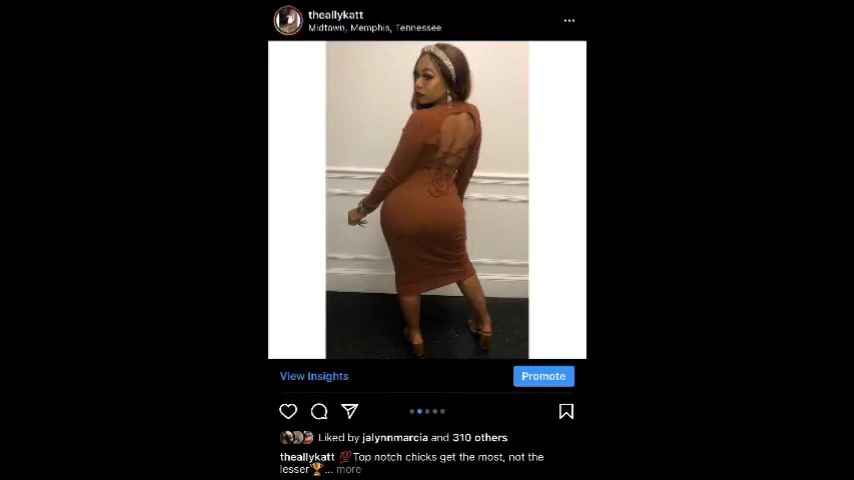 theallykatt
Midtown, Memphis, Tennessee
View Insights
Promote
Liked by jalynnmarcia and 310 others
theallykatt 💯Top notch chicks get the most, not the
lesser🏆... more